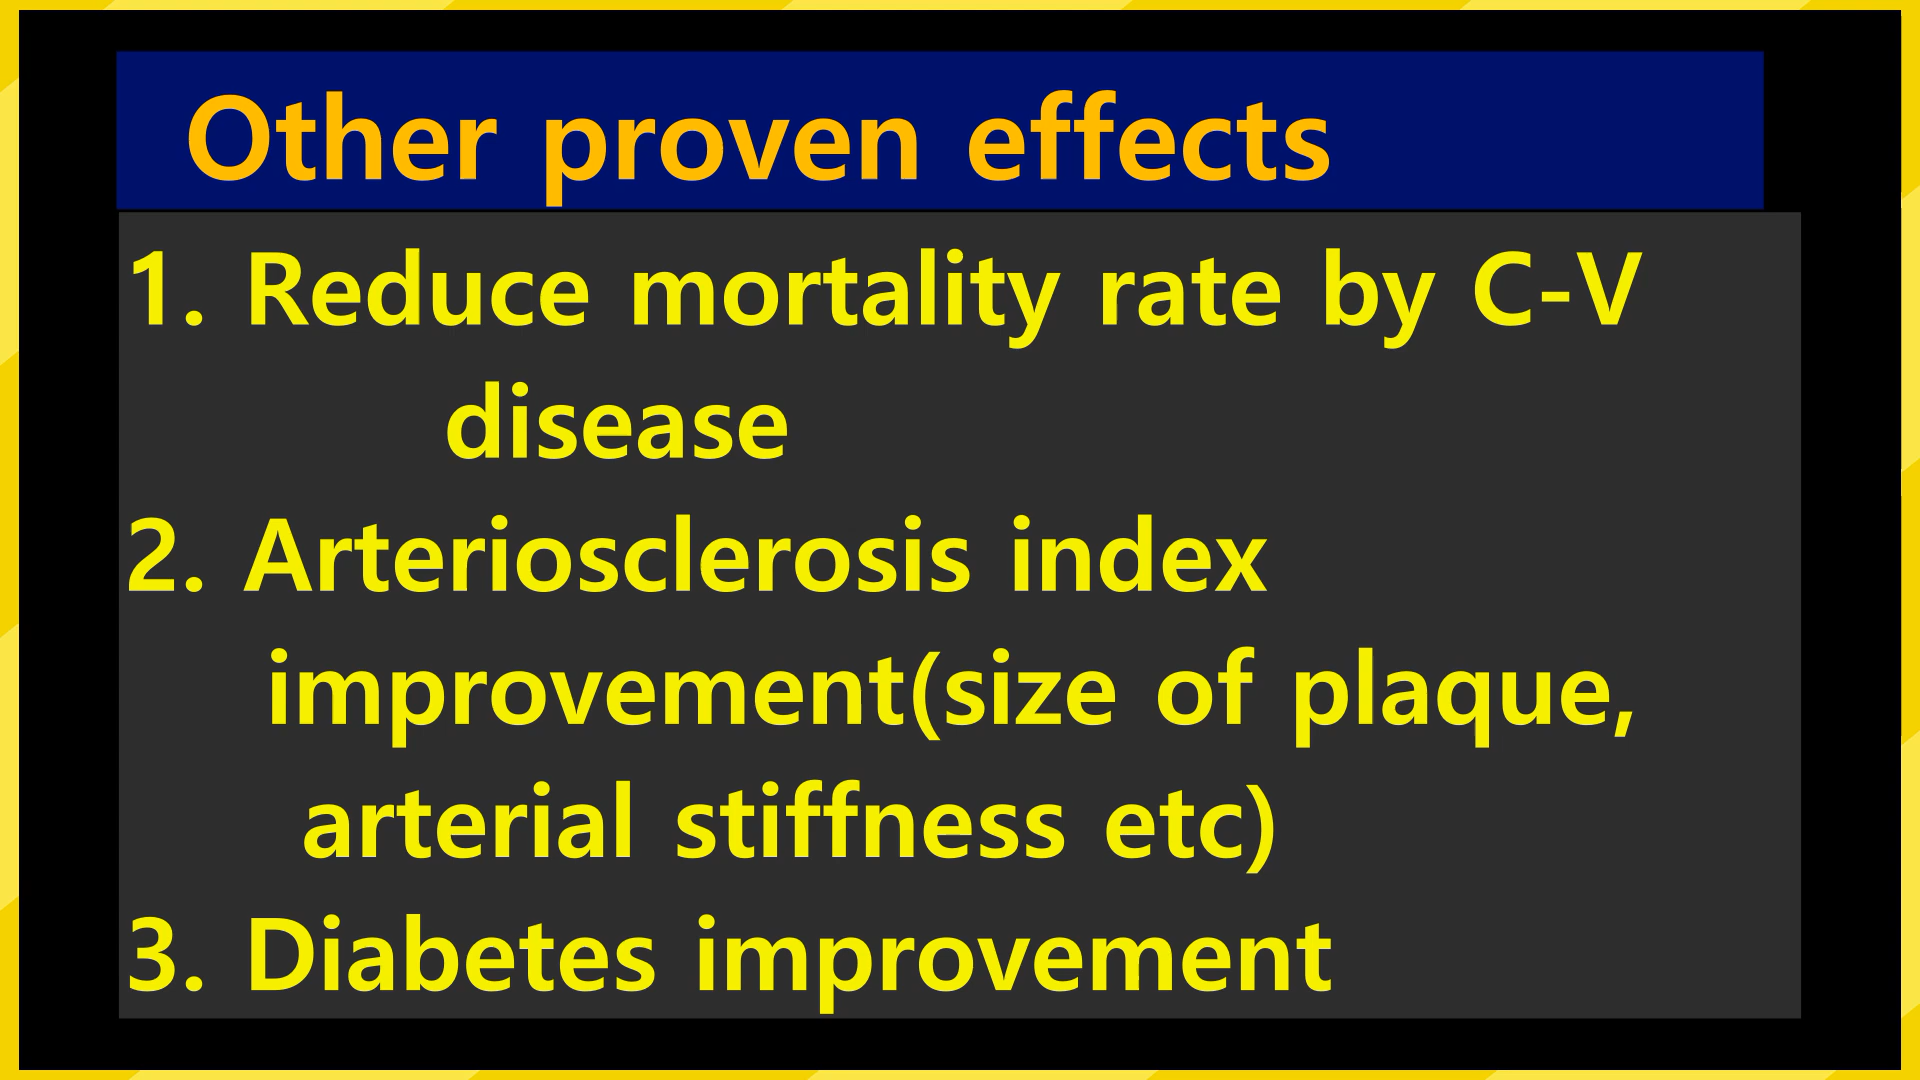 Other proven effects
1. Reduce mortality rate by C-V
disease
2. Arteriosclerosis index
improvement(size of plaque,
arterial stiffness etc)
3. Diabetes improvement